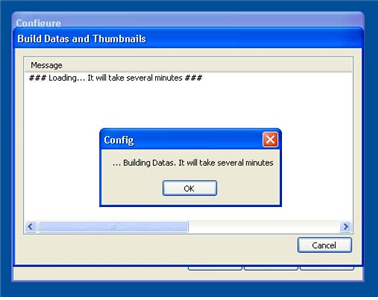 Configure
Build Datas and Thumbnails
Message
### Loading... It will take several minutes ###
Config
... Building Datas. It will take several minutes
OK
Cancel